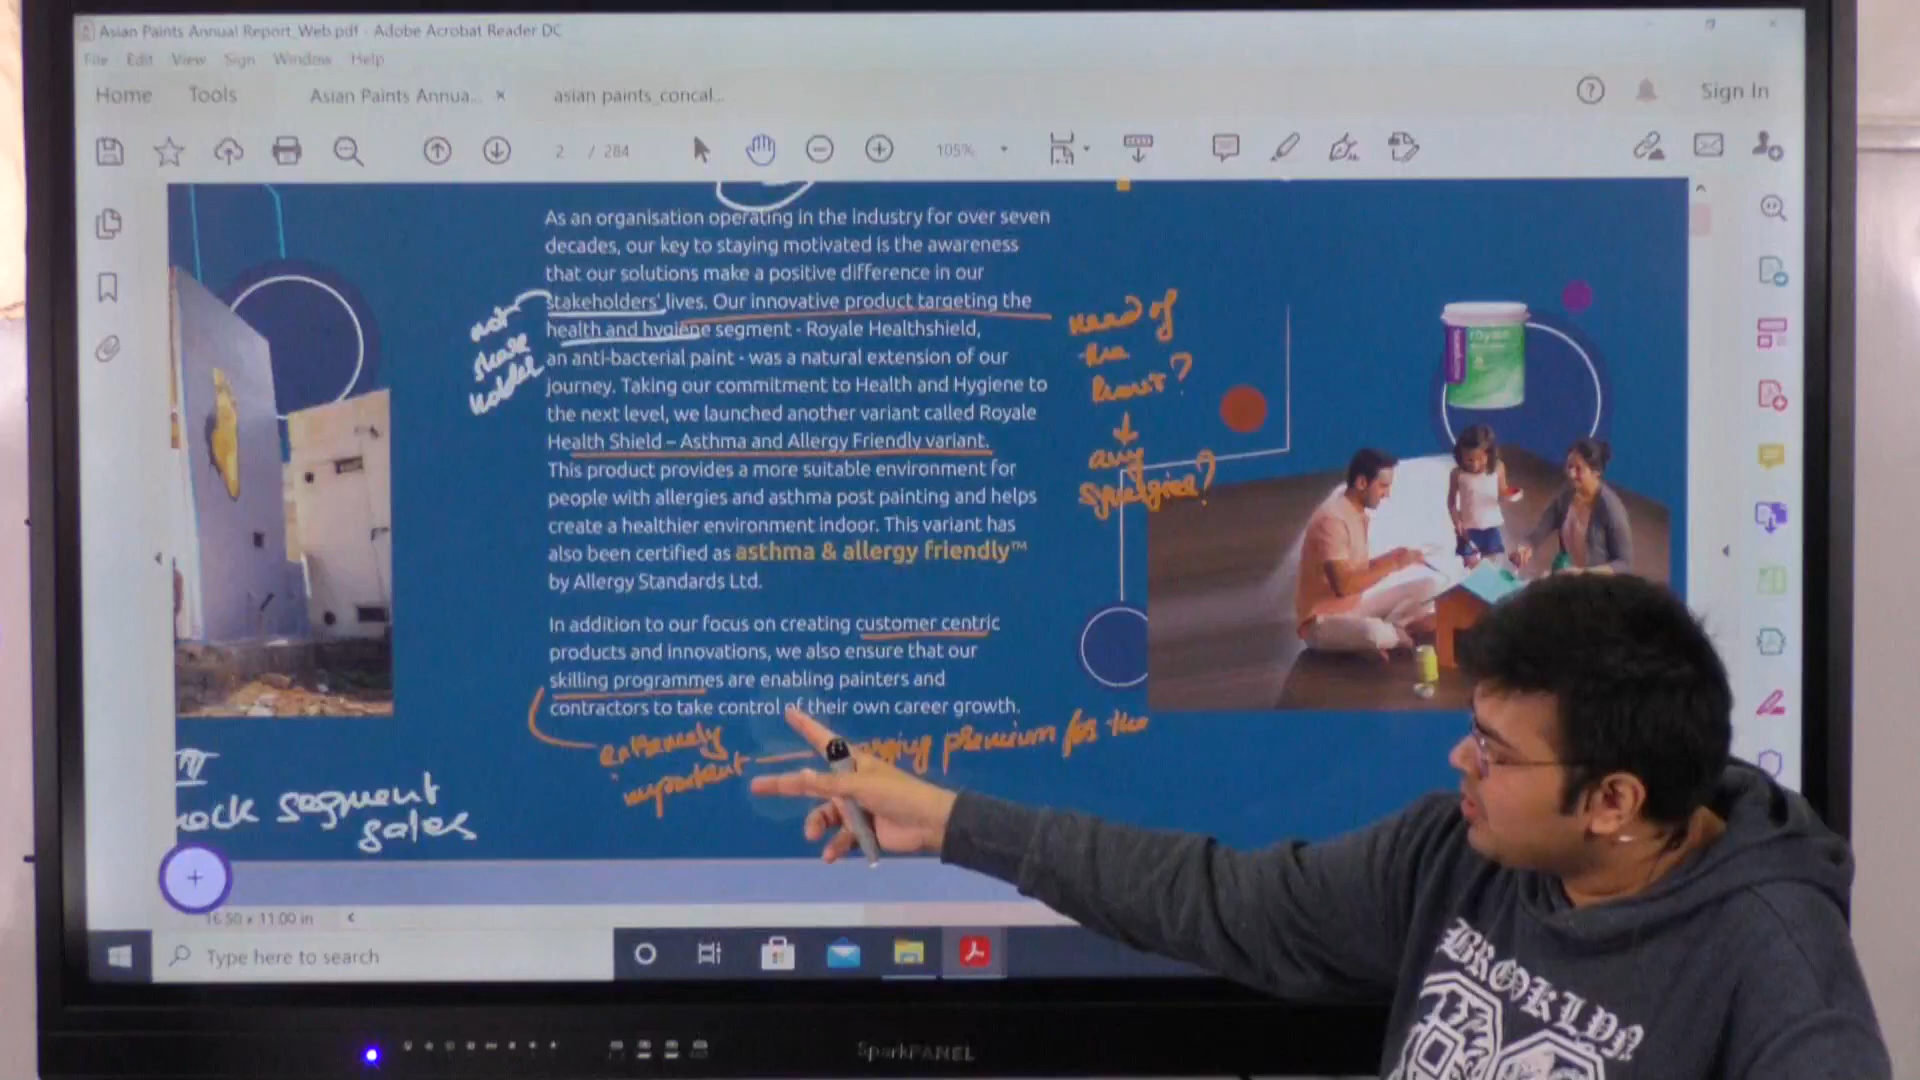 Asian Paints Annual Report_Web.pdf - Adobe Acrobat Reader DC
File Edit View Sign Window Help
Home Tools Asian Paints Annua... × asian paints_concal... Sign In
2 / 284 105%
As an organisation operating in the industry for over seven
decades, our key to staying motivated is the awareness
that our solutions make a positive difference in our
stakeholders' lives. Our innovative product targeting the
health and hygiene segment - Royale Healthshield,
an anti-bacterial paint - was a natural extension of our
journey. Taking our commitment to Health and Hygiene to
the next level, we launched another variant called Royale
Health Shield – Asthma and Allergy Friendly variant.
This product provides a more suitable environment for
people with allergies and asthma post painting and helps
create a healthier environment indoor. This variant has
also been certified as asthma & allergy friendly™
by Allergy Standards Ltd.
In addition to our focus on creating customer centric
products and innovations, we also ensure that our
skilling programmes are enabling painters and
contractors to take control of their own career growth.
not
share
holder
need of
the
hour?
any
synergies?
extremely
important
premium for the
segment
sales
16.50 x 11.00 in
Type here to search
SparkPANEL
BROOKLYN